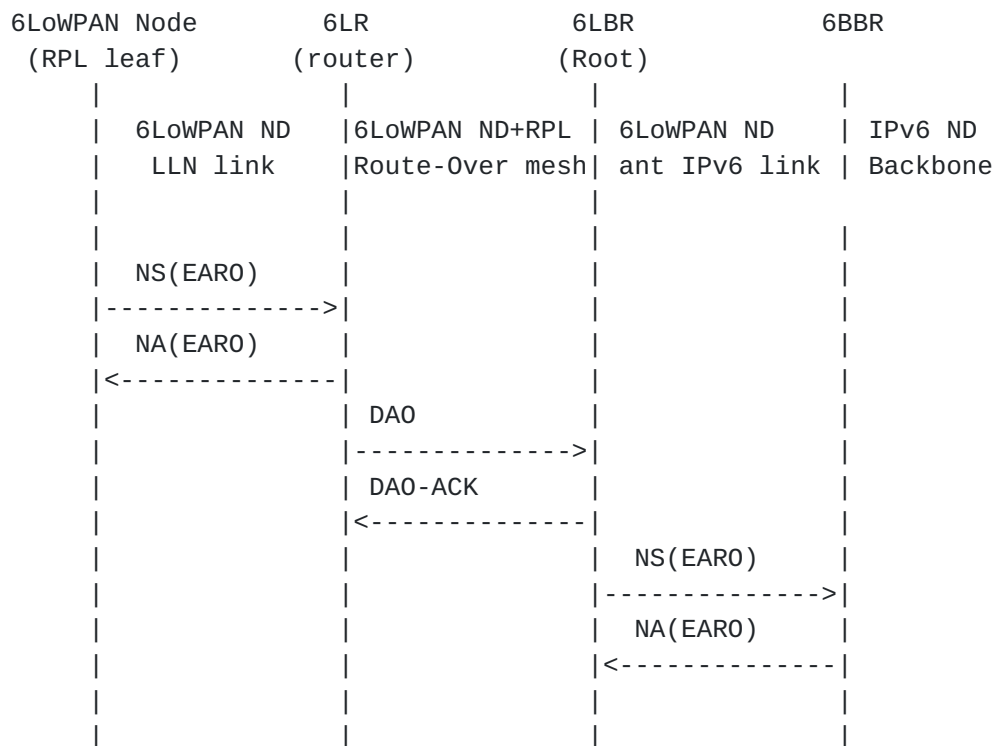 6LoWPAN Node 6LR 6LBR 6BBR
(RPL leaf) (router) (Root)
6LoWPAN ND 6LoWPAN ND+RPL 6LoWPAN ND IPv6 ND
LLN link Route-Over mesh ant IPv6 link Backbone
NS(EARO)
NA(EARO)
DAO
DAO-ACK
NS(EARO)
NA(EARO)